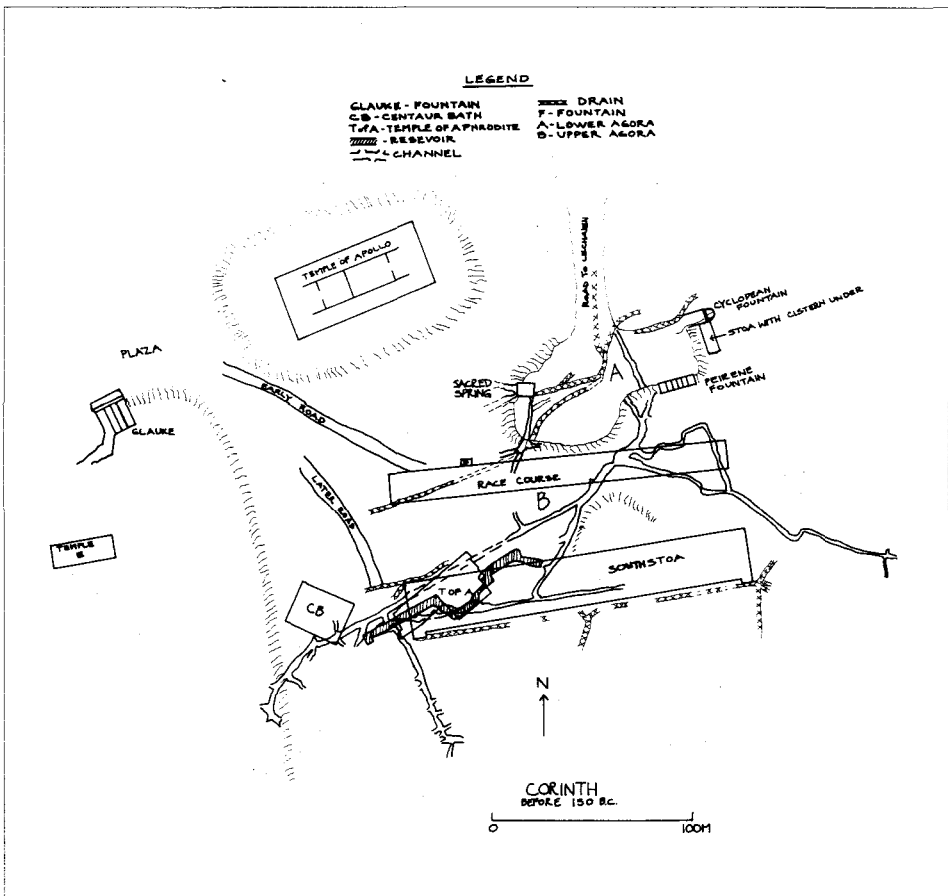 LEGEND
GLAUKE - FOUNTAIN
CB - CENTAUR BATH
TofA - TEMPLE OF APHRODITE
- RESEVOIR
CHANNEL
DRAIN
F - FOUNTAIN
A - LOWER AGORA
B - UPPER AGORA
TEMPLE OF APOLLO
ROAD TO LECHAION
CYCLOPEAN
FOUNTAIN
STOA WITH CISTERN UNDER
PLAZA
SACRED
SPRING
A
PEIRENE
FOUNTAIN
EARLY ROAD
GLAUKE
RACE COURSE
LATER ROAD
B
TEMPLE
E
SOUTH STOA
T OF A
CB
N
CORINTH
BEFORE 150 B.C.
0
100M